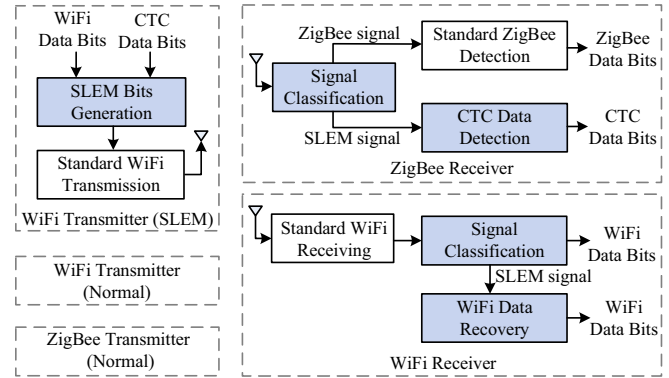 WiFi
Data Bits
CTC
Data Bits
SLEM Bits
Generation
Standard WiFi
Transmission
WiFi Transmitter (SLEM)
WiFi Transmitter
(Normal)
ZigBee Transmitter
(Normal)
ZigBee signal
Standard ZigBee
Detection
ZigBee
Data Bits
Signal
Classification
SLEM signal
CTC Data
Detection
CTC
Data Bits
ZigBee Receiver
Standard WiFi
Receiving
Signal
Classification
WiFi
Data Bits
SLEM signal
WiFi Data
Recovery
WiFi
Data Bits
WiFi Receiver